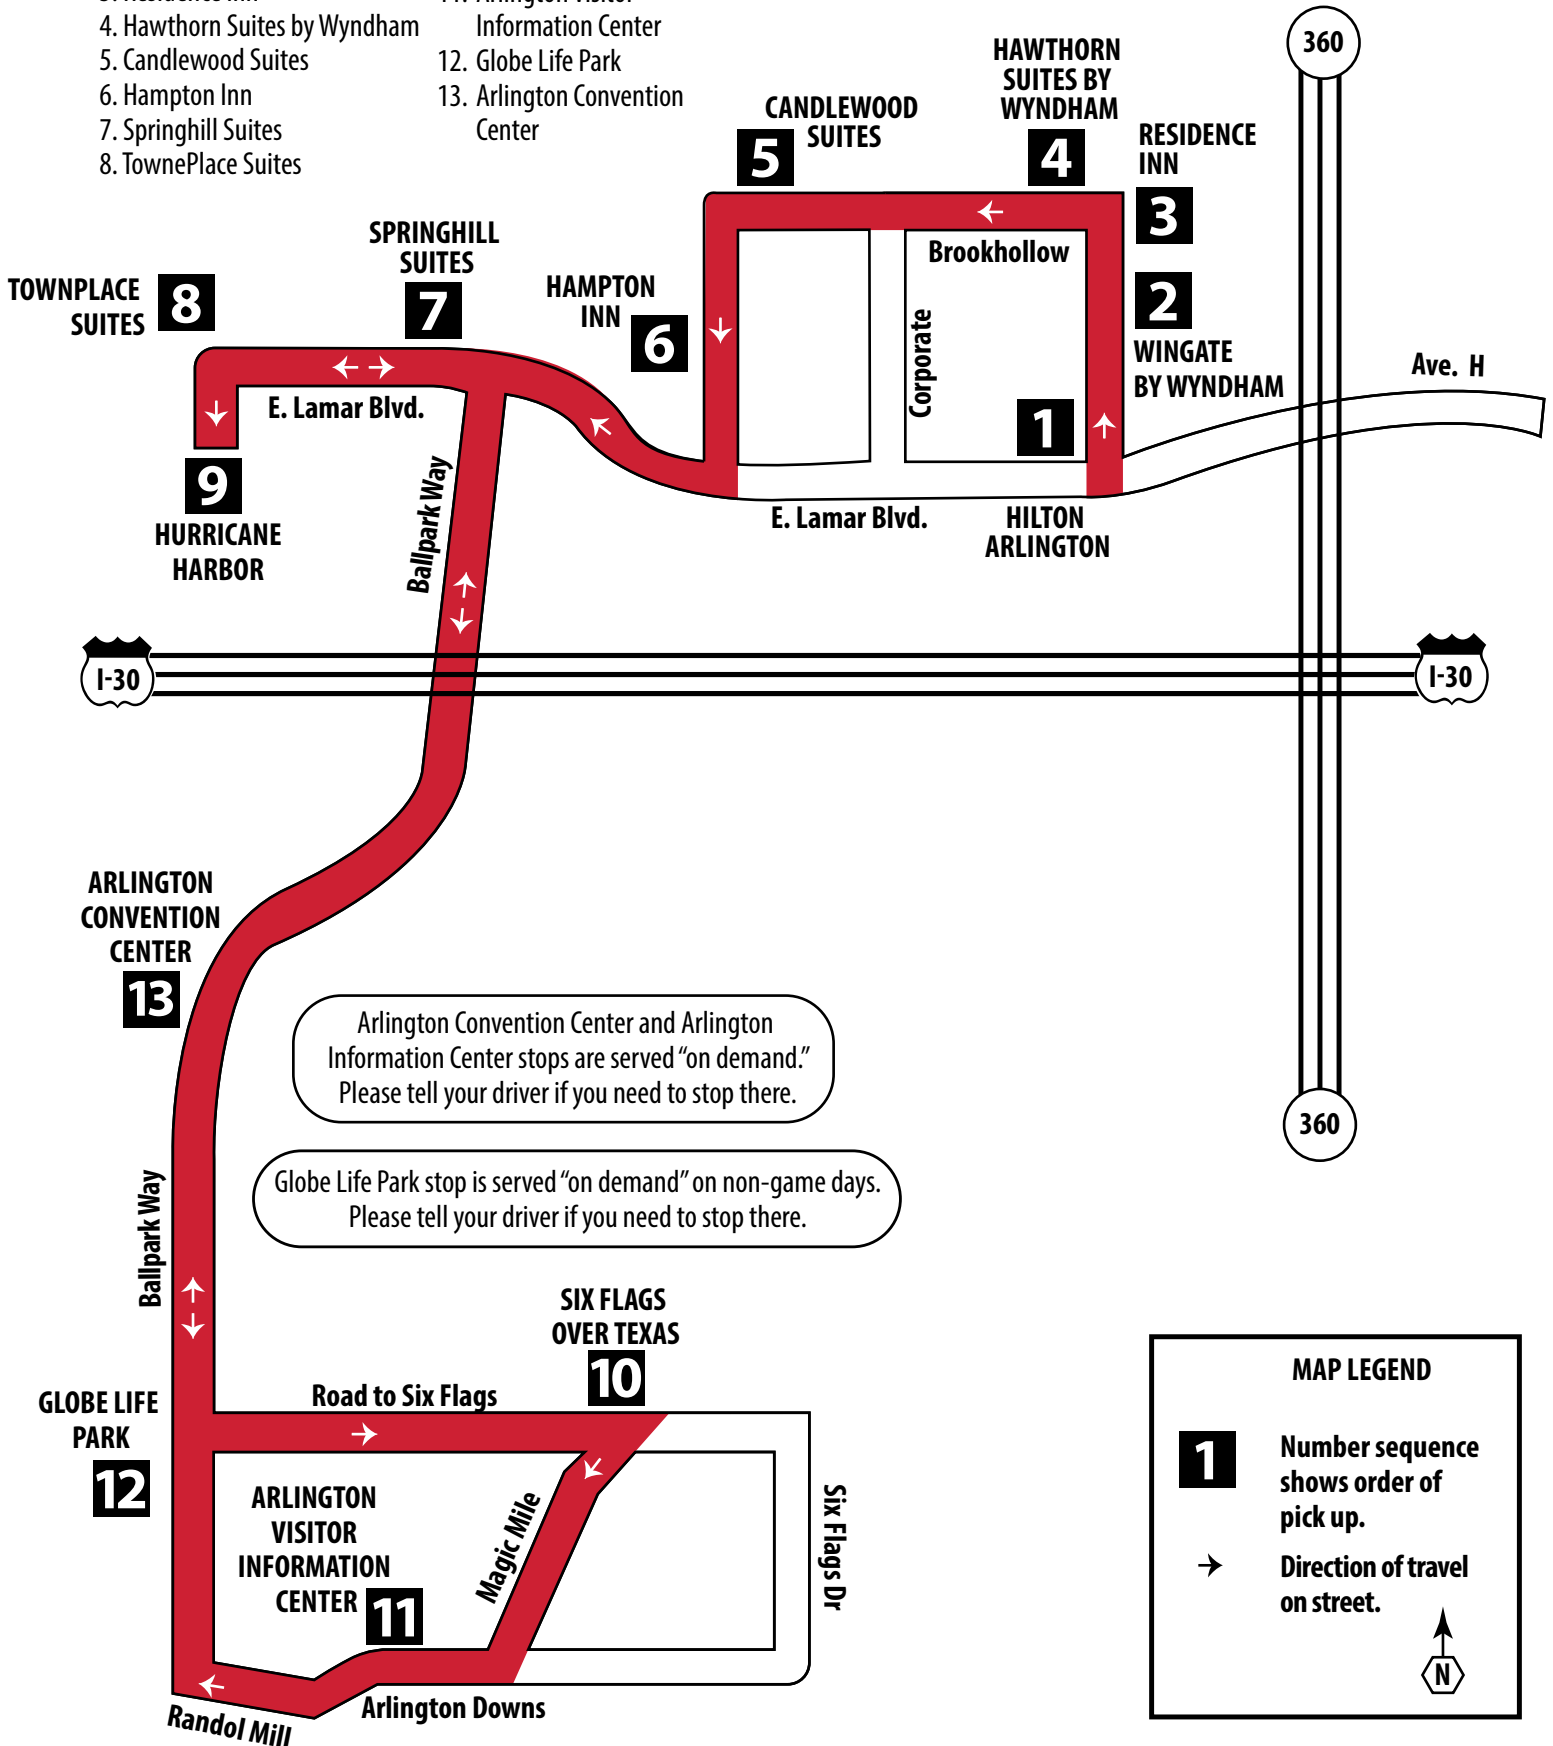 3. Residence Inn
4. Hawthorn Suites by Wyndham
5. Candlewood Suites
6. Hampton Inn
7. Springhill Suites
8. TownePlace Suites
11. Arlington Visitor
Information Center
12. Globe Life Park
13. Arlington Convention
Center
360
HAWTHORN
SUITES BY
WYNDHAM
4
CANDLEWOOD
SUITES
5
RESIDENCE
INN
3
Brookhollow
SPRINGHILL
SUITES
7
TOWNPLACE
SUITES
8
HAMPTON
INN
6
2
WINGATE
BY WYNDHAM
Corporate
Ave. H
1
E. Lamar Blvd.
9
HURRICANE
HARBOR
Ballpark Way
E. Lamar Blvd.
HILTON
ARLINGTON
I-30
I-30
ARLINGTON
CONVENTION
CENTER
13
Arlington Convention Center and Arlington
Information Center stops are served “on demand.”
Please tell your driver if you need to stop there.
360
Globe Life Park stop is served “on demand” on non-game days.
Please tell your driver if you need to stop there.
Ballpark Way
SIX FLAGS
OVER TEXAS
10
Road to Six Flags
GLOBE LIFE
PARK
12
ARLINGTON
VISITOR
INFORMATION
CENTER
11
Magic Mile
Six Flags Dr
Arlington Downs
Randol Mill
MAP LEGEND
1
Number sequence
shows order of
pick up.
Direction of travel
on street.
N